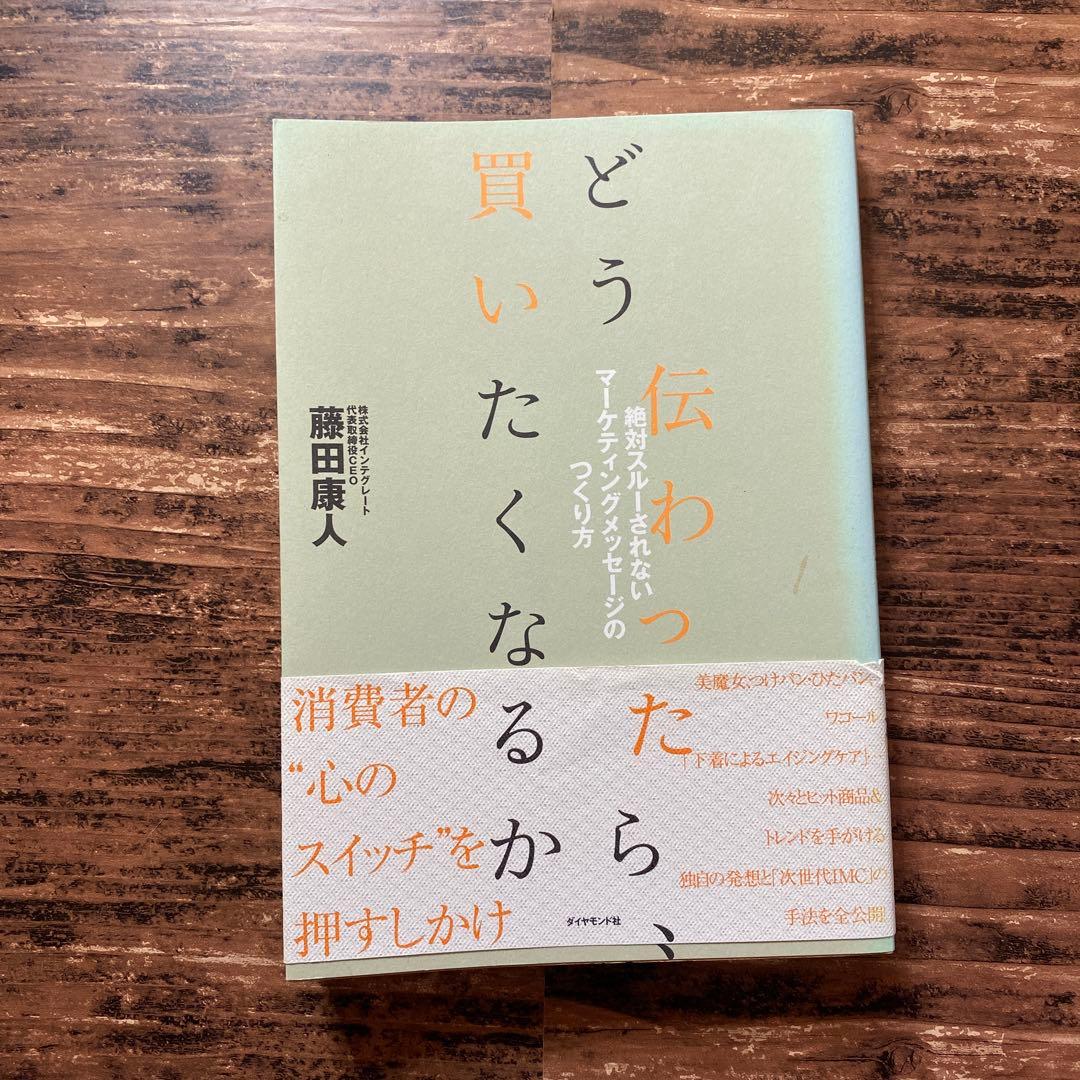 どう伝わったら、
買いたくなるか
絶対スルーされない
マーケティングメッセージの
つくり方
株式会社インテグレート
代表取締役CEO
藤田康人
消費者の
“心の
スイッチ”を
押すしかけ
美魔女、つけパン・ひたパン、
ワコール
「下着によるエイジングケア」…
次々とヒット商品&
トレンドを手がける
独自の発想と「次世代IMC」の
手法を全公開
ダイヤモンド社